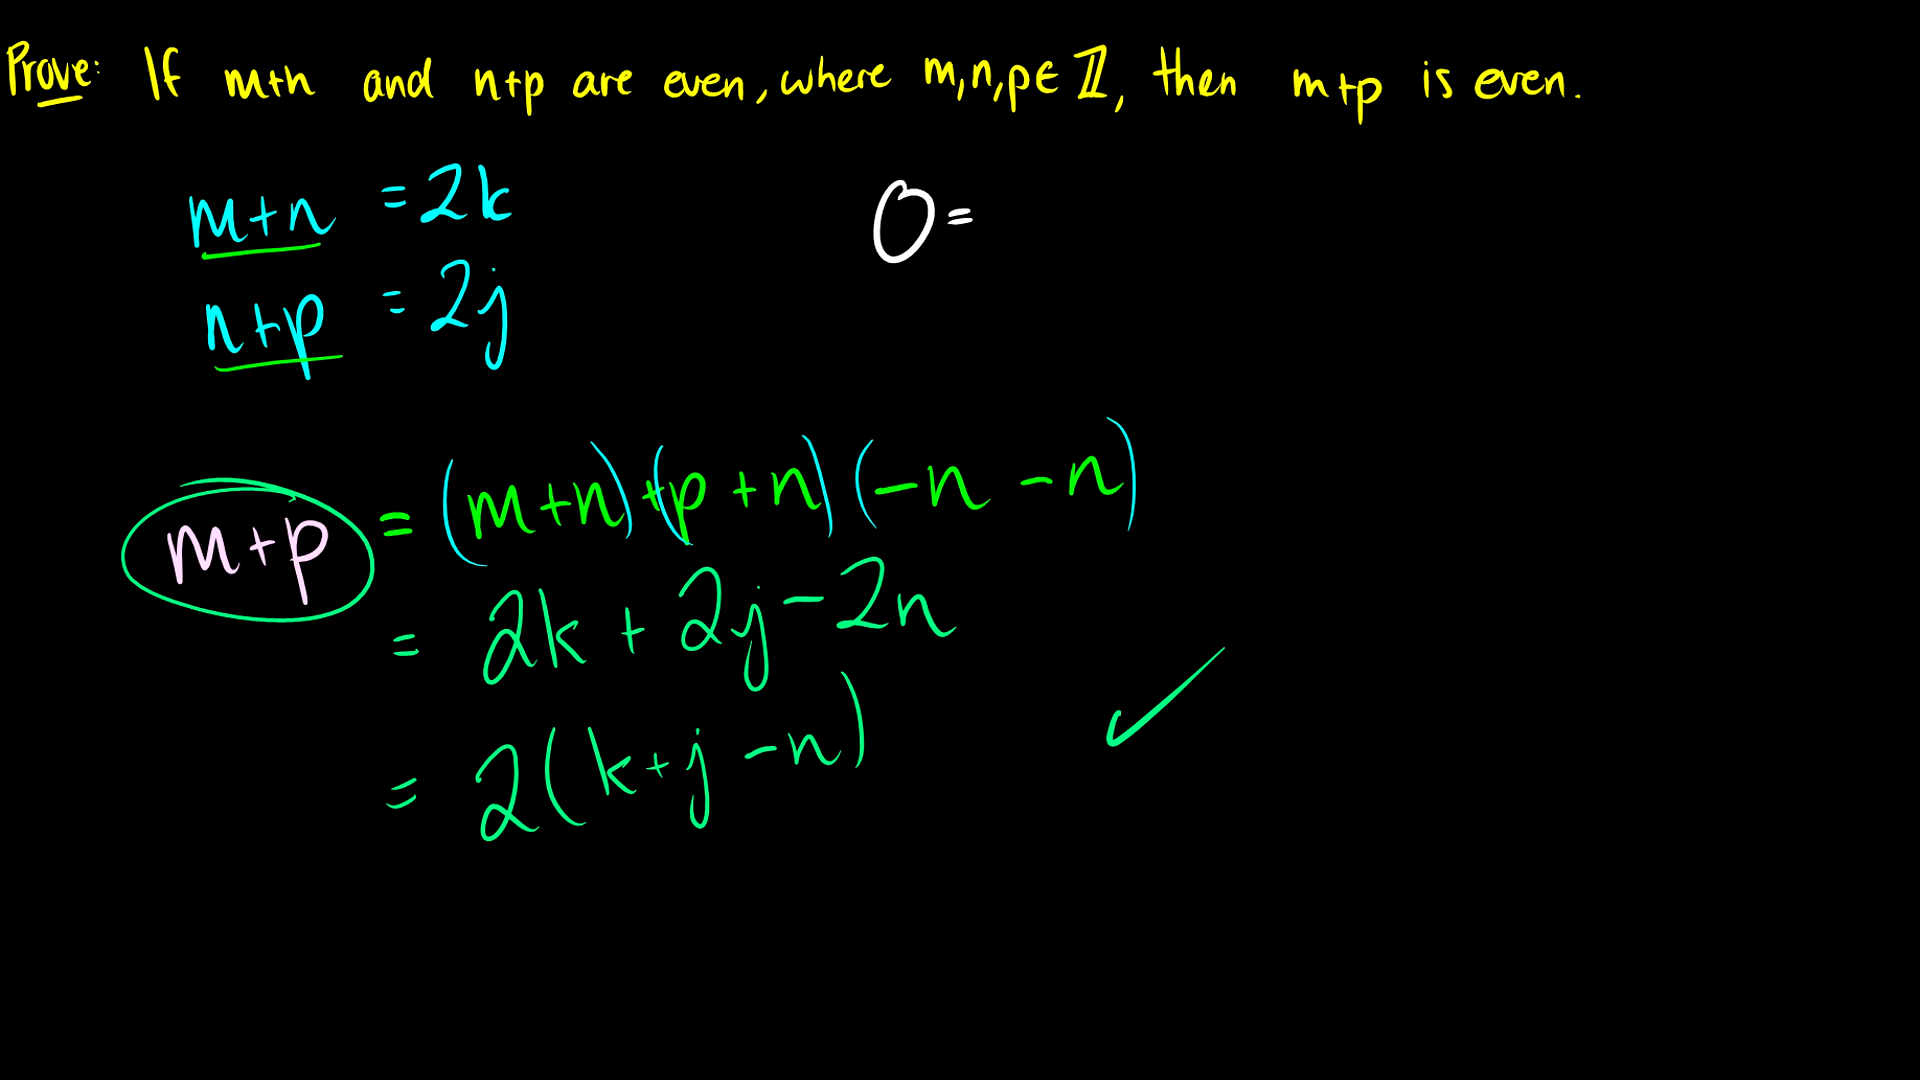 Prove: If m+n and n+p are even, where m,n,p∈ℤ, then m+p is even.
m+n = 2k
0=
n+p = 2j
m+p = (m+n)+(p+n)(-n-n)
= 2k + 2j - 2n
= 2(k+j-n)